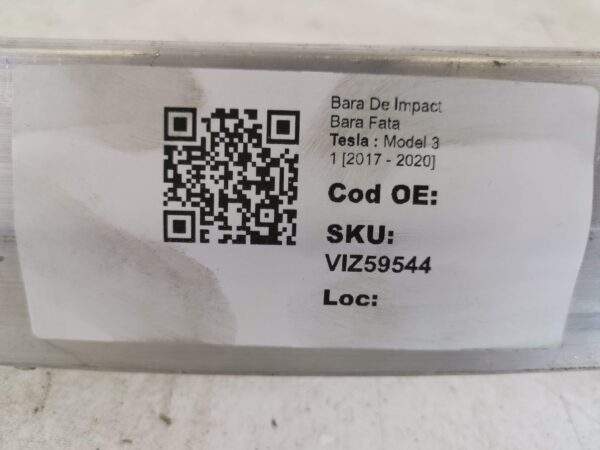 Bara De Impact
Bara Fata
Tesla : Model 3
1 [2017 - 2020]
Cod OE:
SKU:
VIZ59544
Loc: